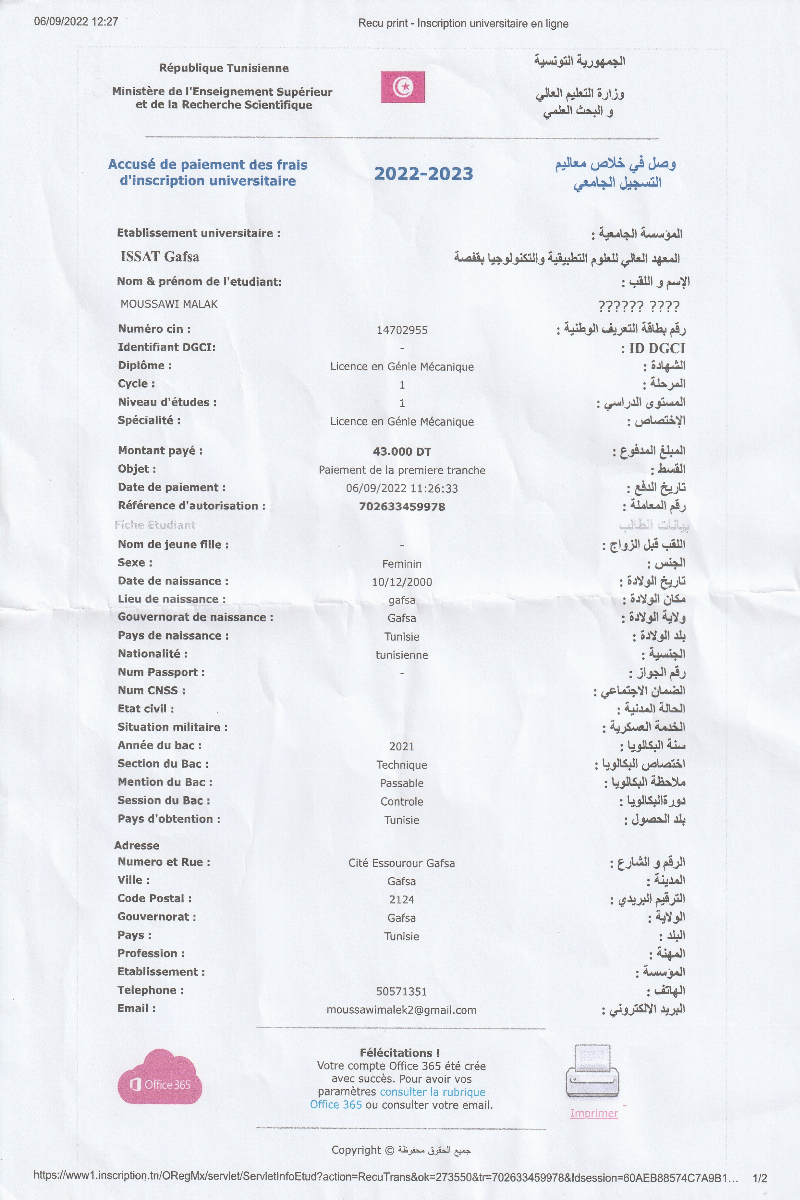 06/09/2022 12:27
Recu print - Inscription universitaire en ligne
République Tunisienne
الجمهورية التونسية
Ministère de l'Enseignement Supérieur
et de la Recherche Scientifique
وزارة التعليم العالي
و البحث العلمي
Accusé de paiement des frais
d'inscription universitaire
2022-2023
وصل في خلاص معاليم
التسجيل الجامعي
Etablissement universitaire :
المؤسسة الجامعية :
ISSAT Gafsa
المعهد العالي للعلوم التطبيقية والتكنولوجيا بقفصة
Nom & prénom de l'etudiant:
الإسم و اللقب :
MOUSSAWI MALAK
?????? ????
Numéro cin : 14702955 رقم بطاقة التعريف الوطنية :
Identifiant DGCI: - ID DGCI :
Diplôme : Licence en Génie Mécanique الشهادة :
Cycle : 1 المرحلة :
Niveau d'études : 1 المستوى الدراسي :
Spécialité : Licence en Génie Mécanique الإختصاص :
Montant payé : 43.000 DT المبلغ المدفوع :
Objet : Paiement de la premiere tranche القسط :
Date de paiement : 06/09/2022 11:26:33 تاريخ الدفع :
Référence d'autorisation : 702633459978 رقم المعاملة :
Fiche Etudiant بيانات الطالب
Nom de jeune fille : - اللقب قبل الزواج :
Sexe : Feminin الجنس :
Date de naissance : 10/12/2000 تاريخ الولادة :
Lieu de naissance : gafsa مكان الولادة :
Gouvernorat de naissance : Gafsa ولاية الولادة :
Pays de naissance : Tunisie بلد الولادة :
Nationalité : tunisienne الجنسية :
Num Passport : - رقم الجواز :
Num CNSS : الضمان الاجتماعي :
Etat civil : الحالة المدنية :
Situation militaire : الخدمة العسكرية :
Année du bac : 2021 سنة البكالويا :
Section du Bac : Technique اختصاص البكالويا :
Mention du Bac : Passable ملاحظة البكالويا :
Session du Bac : Controle دورةالبكالويا :
Pays d'obtention : Tunisie بلد الحصول :
Adresse
Numero et Rue : Cité Essourour Gafsa الرقم و الشارع :
Ville : Gafsa المدينة :
Code Postal : 2124 الترقيم البريدي :
Gouvernorat : Gafsa الولاية :
Pays : Tunisie البلد :
Profession : المهنة :
Etablissement : المؤسسة :
Telephone : 50571351 الهاتف :
Email : moussawimalek2@gmail.com البريد الالكتروني :
Office 365
Félécitations !
Votre compte Office 365 été crée
avec succès. Pour avoir vos
paramètres consulter la rubrique
Office 365 ou consulter votre email.
Imprimer
Copyright © جميع الحقوق محفوظة
https://www1.inscription.tn/ORegMx/servlet/ServletInfoEtud?action=RecuTrans&ok=273550&tr=702633459978&Idsession=60AEB88574C7A9B1... 1/2